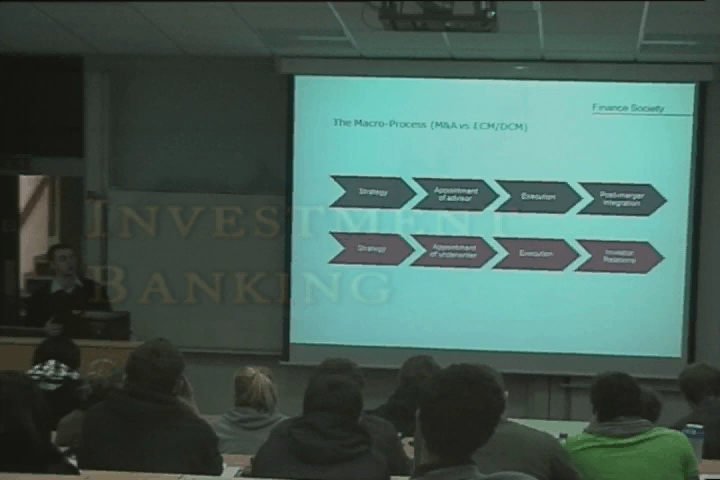 Finance Society
The Macro-Process (M&A vs ECM/DCM)
Strategy
Appointment
of advisor
Execution
Post-merger
integration
Strategy
Appointment
of underwriter
Execution
Investor
Relations
INVESTMENT
BANKING